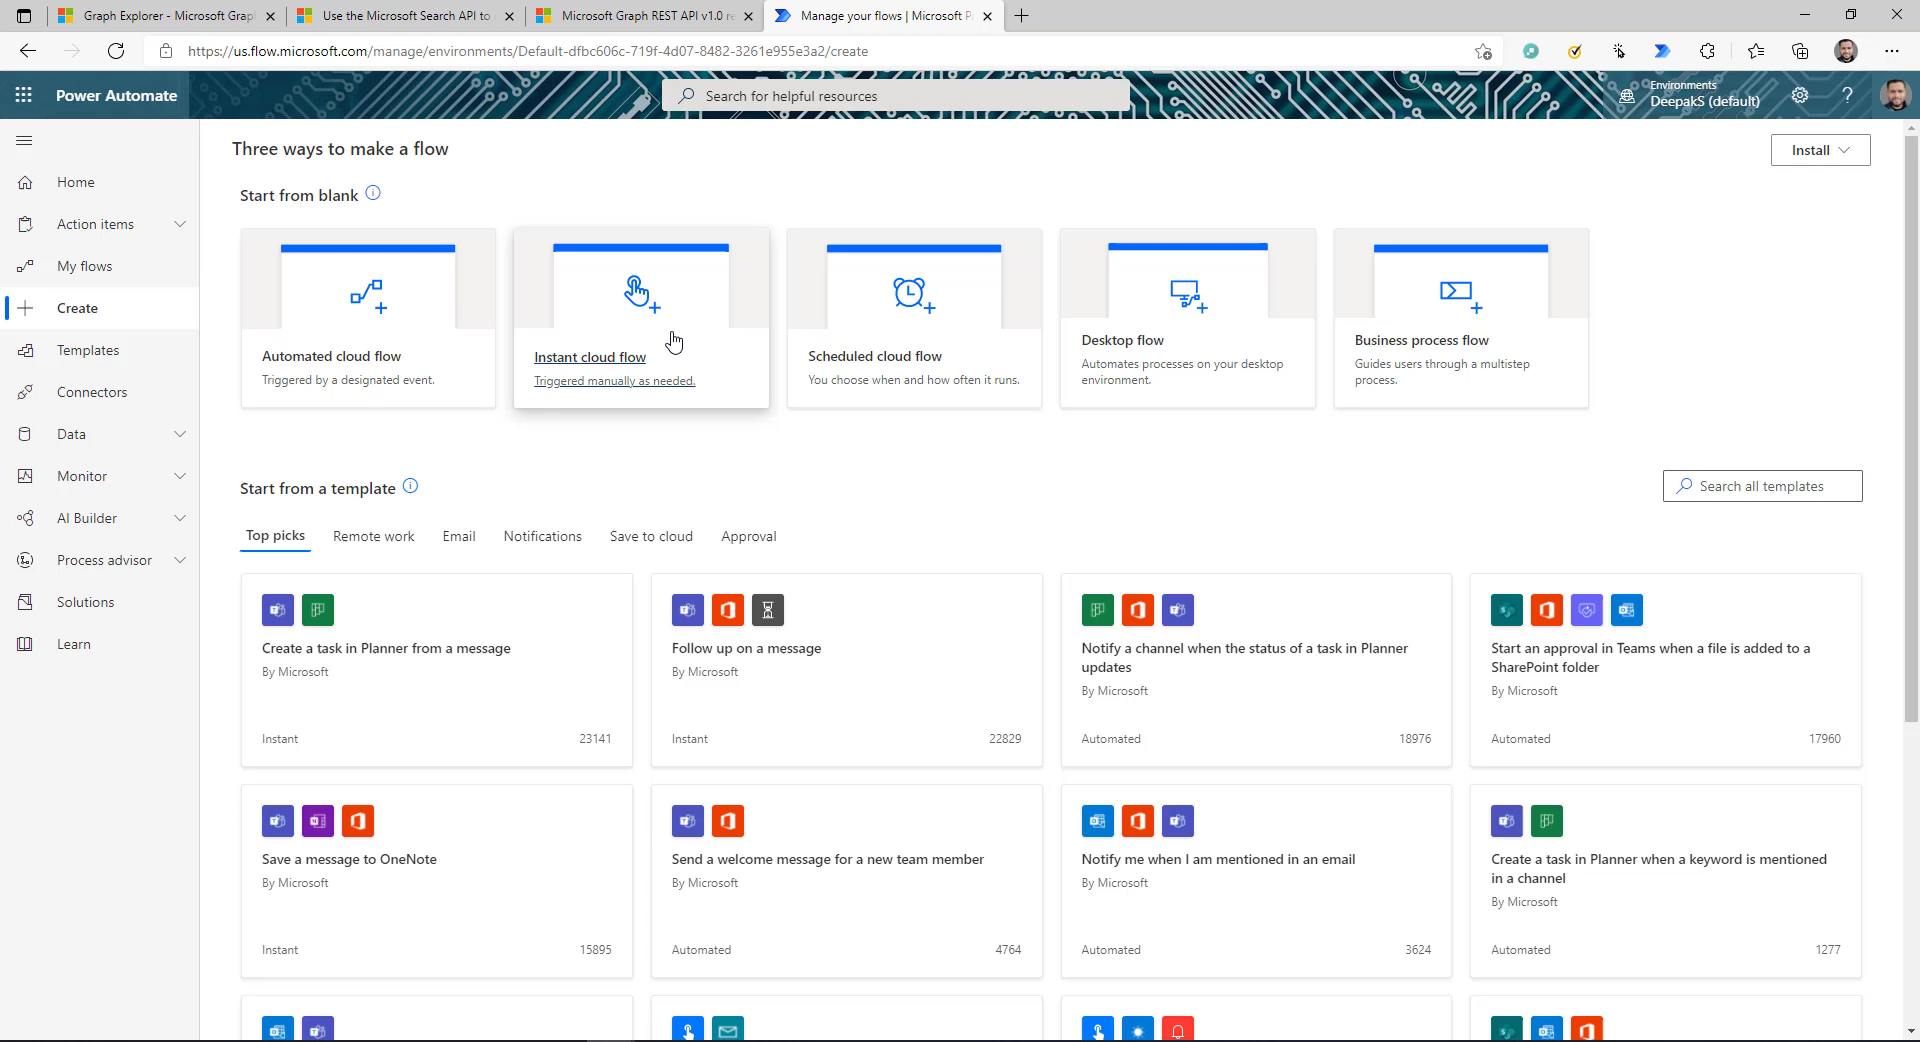 Graph Explorer - Microsoft Grap
Use the Microsoft Search API to
Microsoft Graph REST API v1.0 re
Manage your flows | Microsoft P
https://us.flow.microsoft.com/manage/environments/Default-dfbc606c-719f-4d07-8482-3261e955e3a2/create
Power Automate
Search for helpful resources
Environments
DeepakS (default)
Home
Action items
My flows
Create
Templates
Connectors
Data
Monitor
AI Builder
Process advisor
Solutions
Learn
Three ways to make a flow
Install
Start from blank
Automated cloud flow
Triggered by a designated event.
Instant cloud flow
Triggered manually as needed.
Scheduled cloud flow
You choose when and how often it runs.
Desktop flow
Automates processes on your desktop
environment.
Business process flow
Guides users through a multistep
process.
Start from a template
Search all templates
Top picks
Remote work
Email
Notifications
Save to cloud
Approval
Create a task in Planner from a message
By Microsoft
Instant
23141
Follow up on a message
By Microsoft
Instant
22829
Notify a channel when the status of a task in Planner
updates
By Microsoft
Automated
18976
Start an approval in Teams when a file is added to a
SharePoint folder
By Microsoft
Automated
17960
Save a message to OneNote
By Microsoft
Instant
15895
Send a welcome message for a new team member
By Microsoft
Automated
4764
Notify me when I am mentioned in an email
By Microsoft
Automated
3624
Create a task in Planner when a keyword is mentioned
in a channel
By Microsoft
Automated
1277